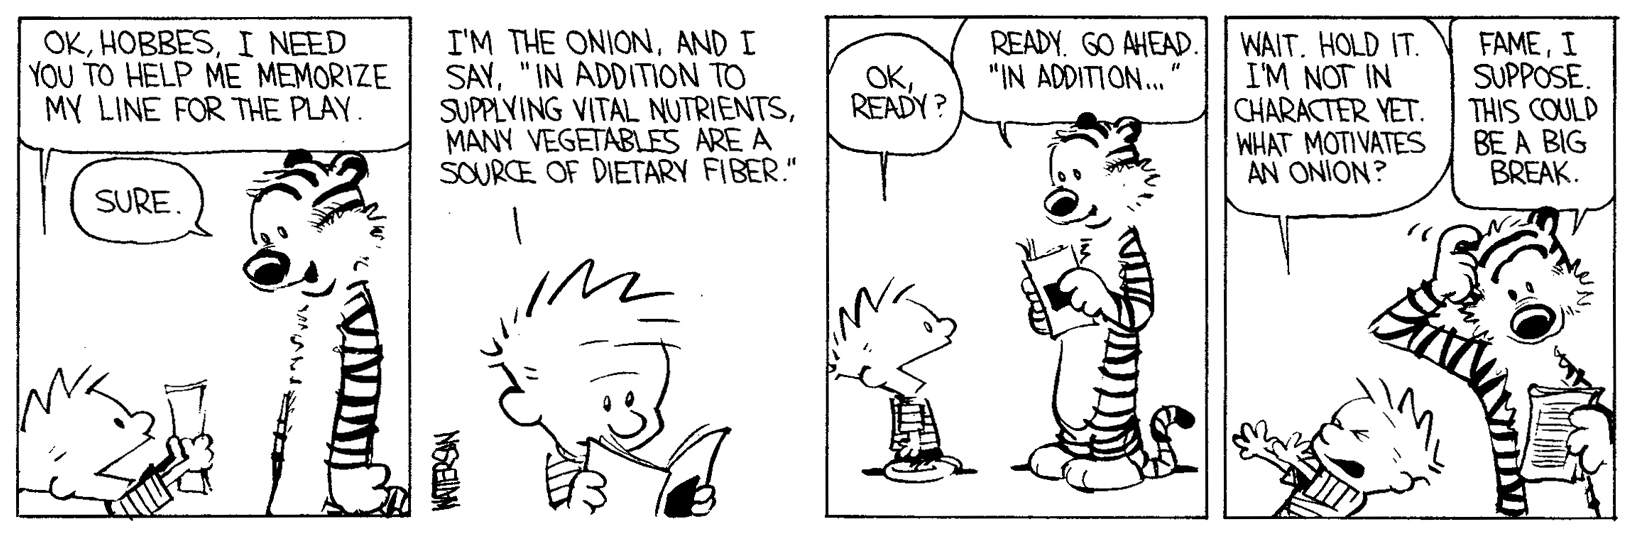 OK, HOBBES, I NEED
YOU TO HELP ME MEMORIZE
MY LINE FOR THE PLAY.
SURE.
I'M THE ONION, AND I
SAY, "IN ADDITION TO
SUPPLYING VITAL NUTRIENTS,
MANY VEGETABLES ARE A
SOURCE OF DIETARY FIBER."
WATTERSON
OK,
READY?
READY. GO AHEAD.
"IN ADDITION..."
WAIT. HOLD IT.
I'M NOT IN
CHARACTER YET.
WHAT MOTIVATES
AN ONION?
FAME, I
SUPPOSE.
THIS COULD
BE A BIG
BREAK.